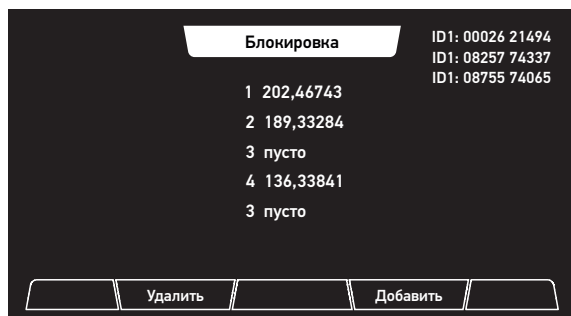 Блокировка
ID1: 00026 21494
ID1: 08257 74337
ID1: 08755 74065
1 202,46743
2 189,33284
3 пусто
4 136,33841
3 пусто
Удалить
Добавить